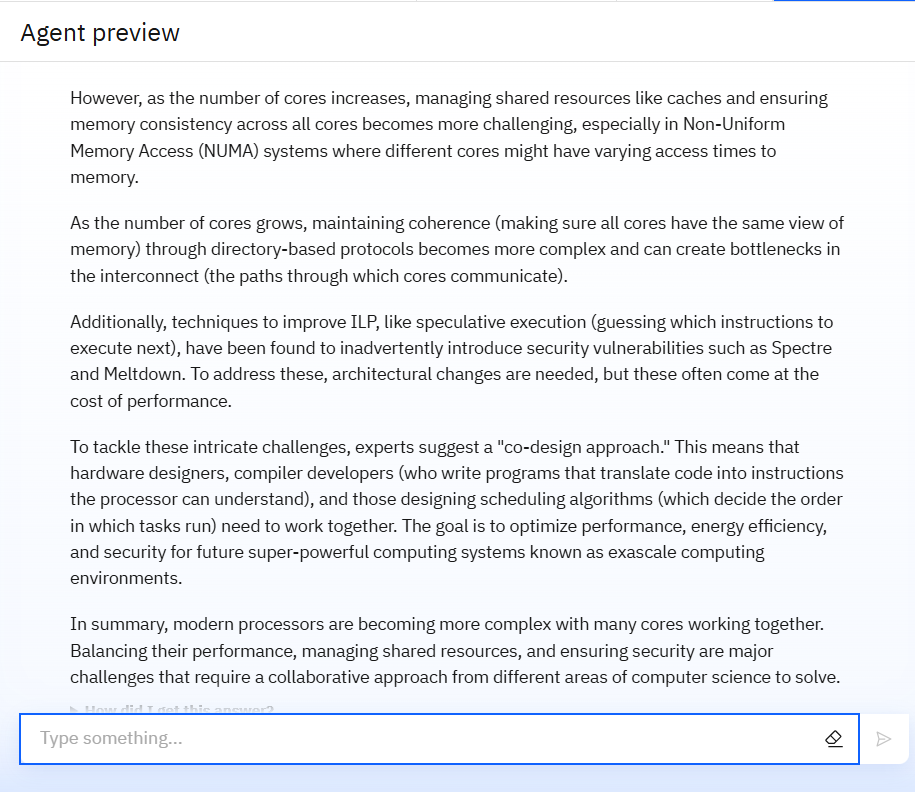 Agent preview
However, as the number of cores increases, managing shared resources like caches and ensuring
memory consistency across all cores becomes more challenging, especially in Non-Uniform
Memory Access (NUMA) systems where different cores might have varying access times to
memory.
As the number of cores grows, maintaining coherence (making sure all cores have the same view of
memory) through directory-based protocols becomes more complex and can create bottlenecks in
the interconnect (the paths through which cores communicate).
Additionally, techniques to improve ILP, like speculative execution (guessing which instructions to
execute next), have been found to inadvertently introduce security vulnerabilities such as Spectre
and Meltdown. To address these, architectural changes are needed, but these often come at the
cost of performance.
To tackle these intricate challenges, experts suggest a "co-design approach." This means that
hardware designers, compiler developers (who write programs that translate code into instructions
the processor can understand), and those designing scheduling algorithms (which decide the order
in which tasks run) need to work together. The goal is to optimize performance, energy efficiency,
and security for future super-powerful computing systems known as exascale computing
environments.
In summary, modern processors are becoming more complex with many cores working together.
Balancing their performance, managing shared resources, and ensuring security are major
challenges that require a collaborative approach from different areas of computer science to solve.
How did I get this answer?
Type something...